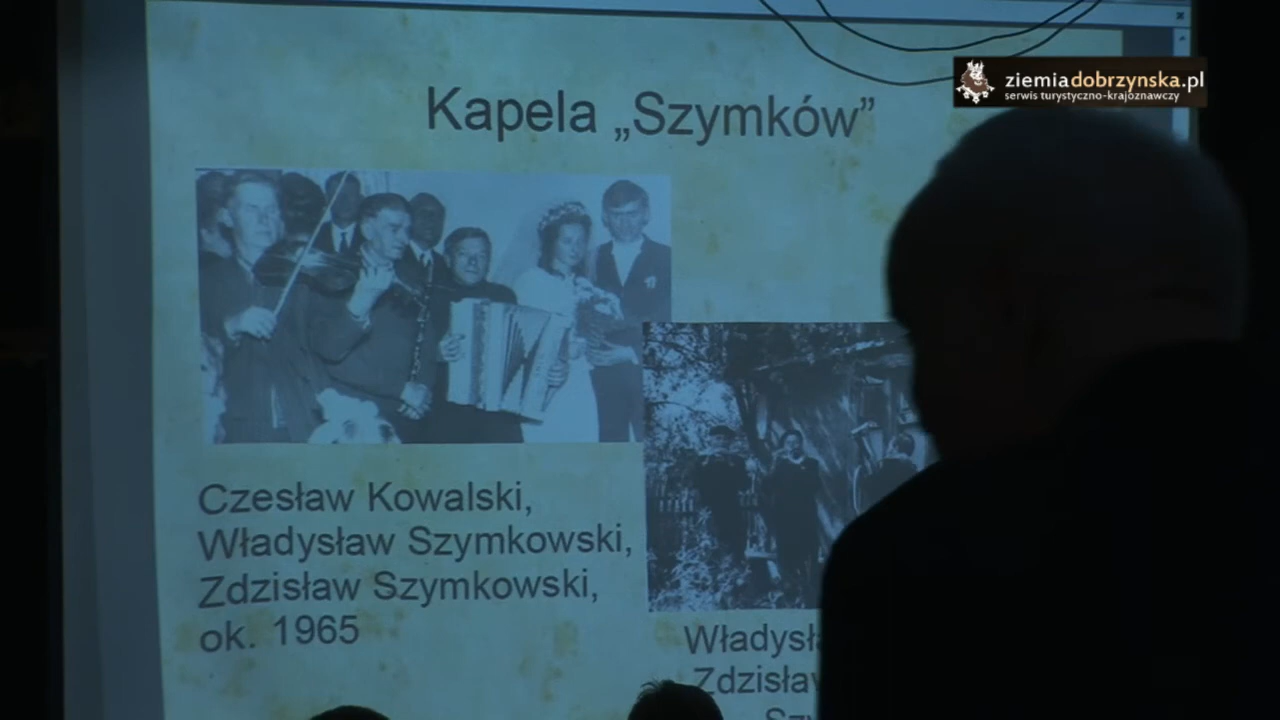 ziemiadobrzynska.pl
serwis turystyczno-krajoznawczy
Kapela „Szymków”
Czesław Kowalski,
Władysław Szymkowski,
Zdzisław Szymkowski,
ok. 1965